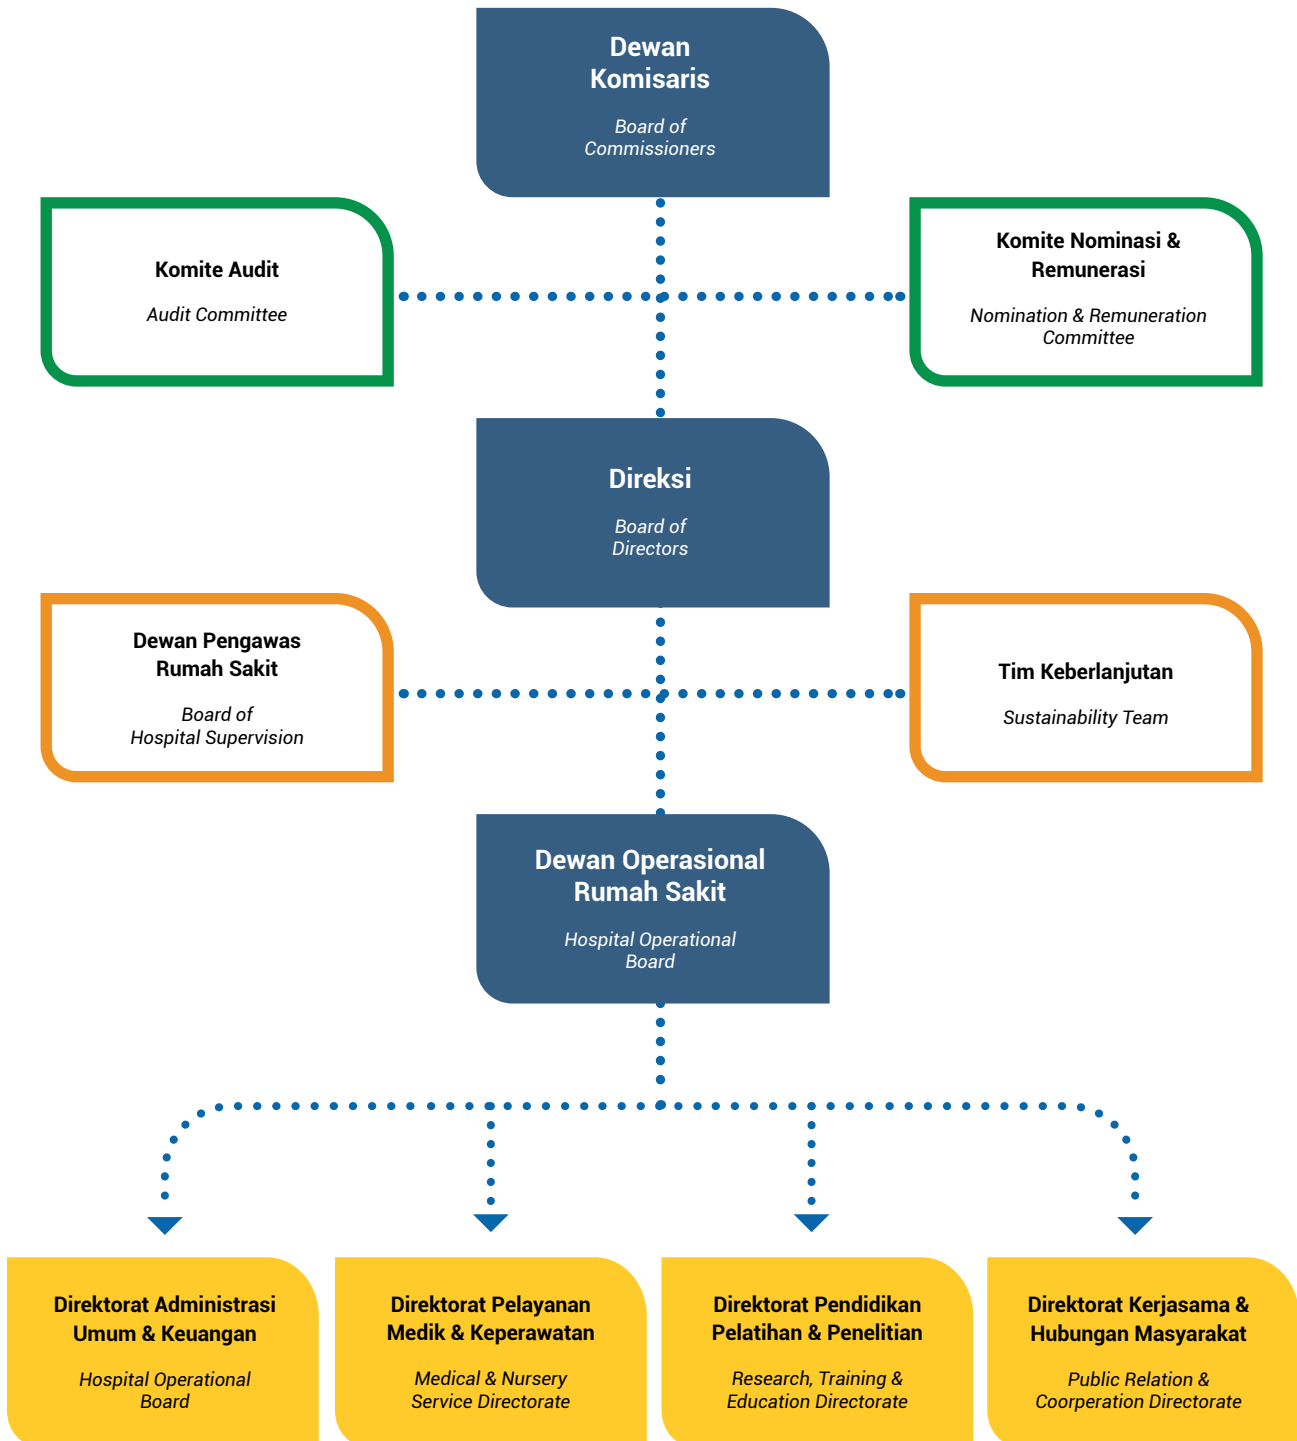 Dewan
Komisaris
Board of
Commissioners
Komite Audit
Audit Committee
Komite Nominasi &
Remunerasi
Nomination & Remuneration
Committee
Direksi
Board of
Directors
Dewan Pengawas
Rumah Sakit
Board of
Hospital Supervision
Tim Keberlanjutan
Sustainability Team
Dewan Operasional
Rumah Sakit
Hospital Operational
Board
Direktorat Administrasi
Umum & Keuangan
Hospital Operational
Board
Direktorat Pelayanan
Medik & Keperawatan
Medical & Nursery
Service Directorate
Direktorat Pendidikan
Pelatihan & Penelitian
Research, Training &
Education Directorate
Direktorat Kerjasama &
Hubungan Masyarakat
Public Relation &
Coorperation Directorate